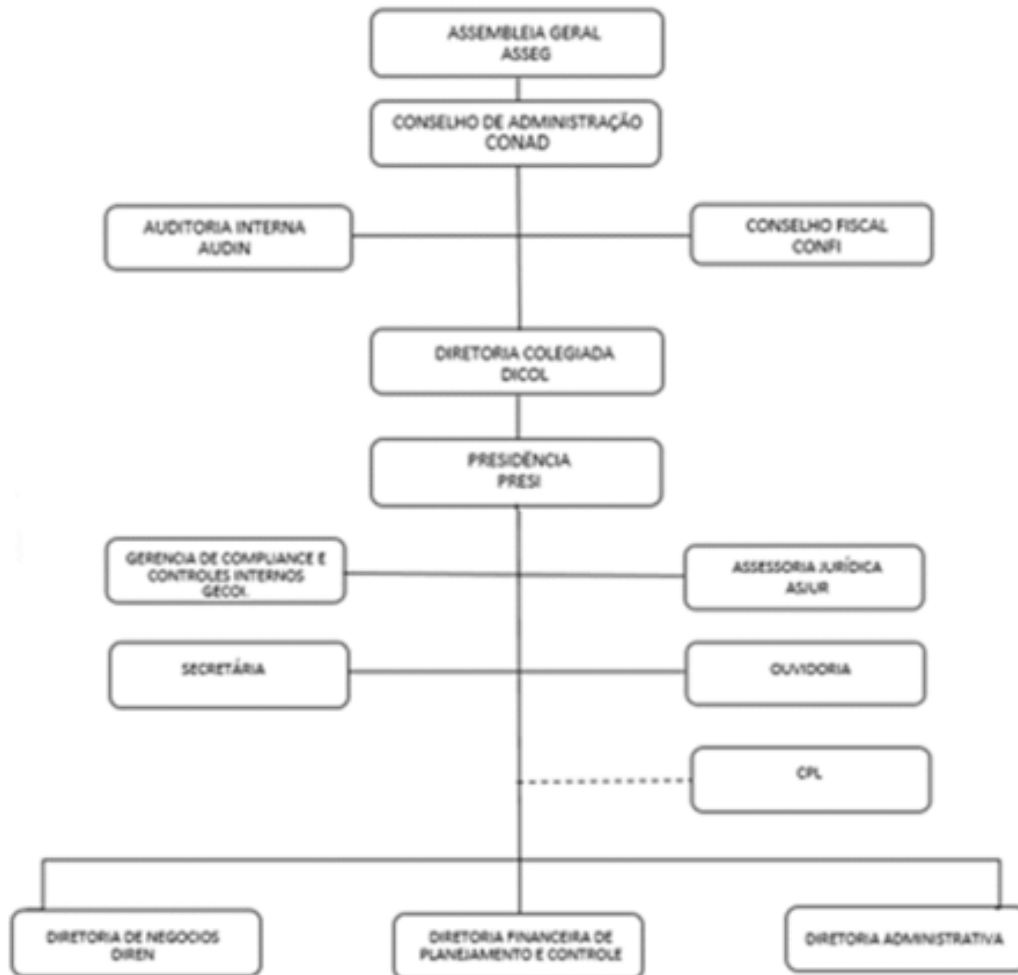 ASSEMBLEIA GERAL
ASSEG
CONSELHO DE ADMINISTRAÇÃO
CONAD
AUDITORIA INTERNA
AUDIN
CONSELHO FISCAL
CONFI
DIRETORIA COLEGIADA
DICOL
PRESIDÊNCIA
PRESI
GERENCIA DE COMPLIANCE E
CONTROLES INTERNOS
GECOI.
ASSESSORIA JURÍDICA
ASJUR
SECRETÁRIA
OUVIDORIA
CPL
DIRETORIA DE NEGOCIOS
DIREN
DIRETORIA FINANCEIRA DE
PLANEJAMENTO E CONTROLE
DIRETORIA ADMINISTRATIVA